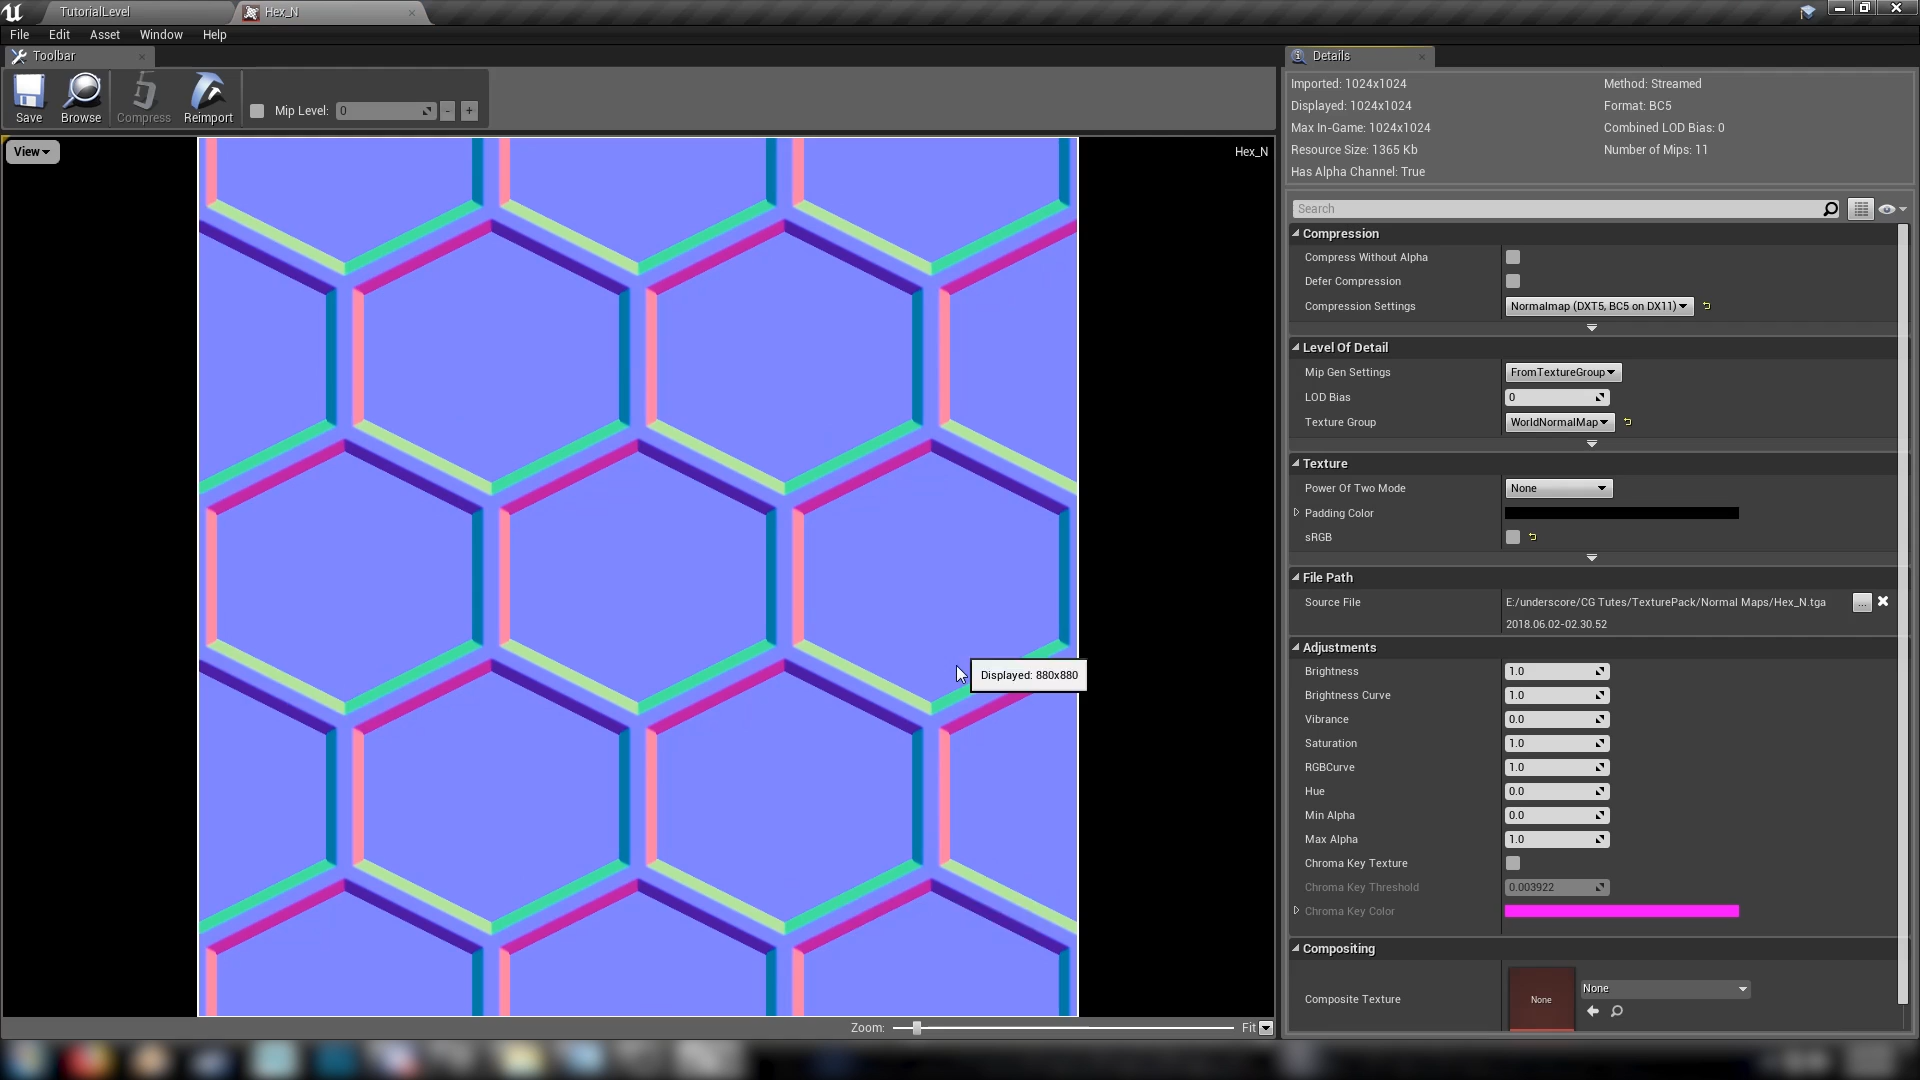 TutorialLevel
Hex_N
File Edit Asset Window Help
Toolbar
Save Browse Compress Reimport
Mip Level: 0 - +
View
Hex_N
Displayed: 880x880
Zoom: Fit
Details
Imported: 1024x1024 Method: Streamed
Displayed: 1024x1024 Format: BC5
Max In-Game: 1024x1024 Combined LOD Bias: 0
Resource Size: 1365 Kb Number of Mips: 11
Has Alpha Channel: True
Search
Compression
Compress Without Alpha
Defer Compression
Compression Settings Normalmap (DXT5, BC5 on DX11)
Level Of Detail
Mip Gen Settings FromTextureGroup
LOD Bias 0
Texture Group WorldNormalMap
Texture
Power Of Two Mode None
Padding Color
sRGB
File Path
Source File E:/underscore/CG Tutes/TexturePack/Normal Maps/Hex_N.tga ...
2018.06.02-02.30.52
Adjustments
Brightness 1.0
Brightness Curve 1.0
Vibrance 0.0
Saturation 1.0
RGBCurve 1.0
Hue 0.0
Min Alpha 0.0
Max Alpha 1.0
Chroma Key Texture
Chroma Key Threshold 0.003922
Chroma Key Color
Compositing
Composite Texture None None